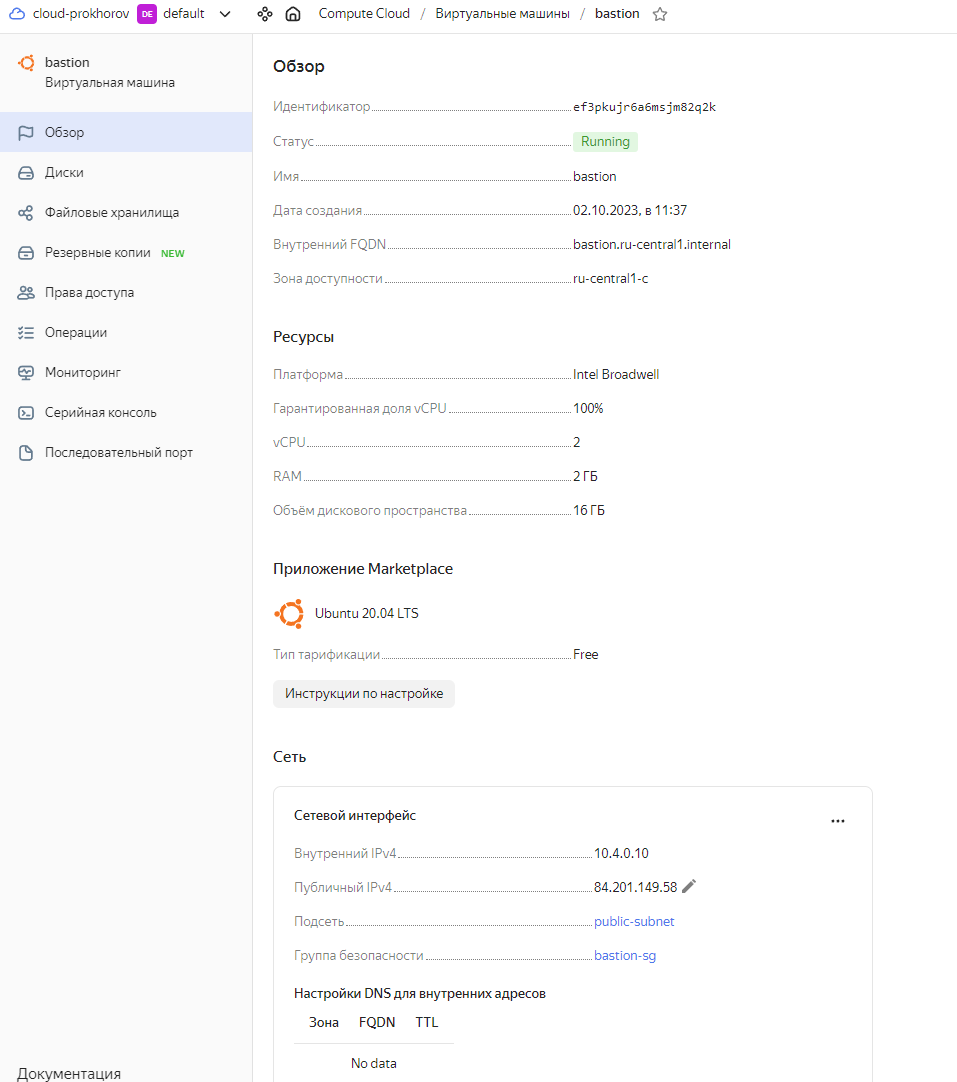 cloud-prokhorov DE default Compute Cloud / Виртуальные машины / bastion
bastion
Виртуальная машина
Обзор
Диски
Файловые хранилища
Резервные копии NEW
Права доступа
Операции
Мониторинг
Серийная консоль
Последовательный порт
Документация
Обзор
Идентификатор ef3pkujr6a6msjm82q2k
Статус Running
Имя bastion
Дата создания 02.10.2023, в 11:37
Внутренний FQDN bastion.ru-central1.internal
Зона доступности ru-central1-c
Ресурсы
Платформа Intel Broadwell
Гарантированная доля vCPU 100%
vCPU 2
RAM 2 ГБ
Объём дискового пространства 16 ГБ
Приложение Marketplace
Ubuntu 20.04 LTS
Тип тарификации Free
Инструкции по настройке
Сеть
Сетевой интерфейс
Внутренний IPv4 10.4.0.10
Публичный IPv4 84.201.149.58
Подсеть public-subnet
Группа безопасности bastion-sg
Настройки DNS для внутренних адресов
Зона FQDN TTL
No data